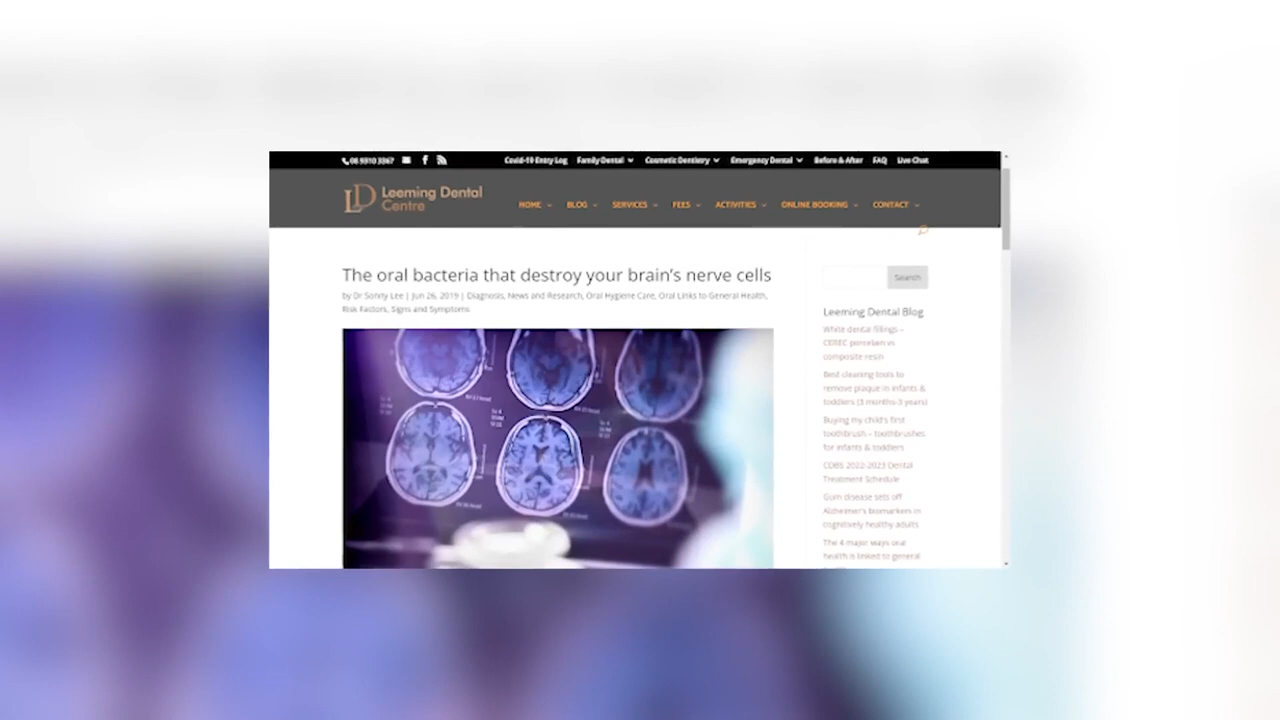 08 9310 3367
Covid-19 Entry Log Family Dental Cosmetic Dentistry Emergency Dental Before & After FAQ Live Chat
LD Leeming Dental
Centre
HOME BLOG SERVICES FEES ACTIVITIES ONLINE BOOKING CONTACT
The oral bacteria that destroy your brain's nerve cells
by Dr Sonny Lee | Jun 26, 2019 | Diagnosis, News and Research, Oral Hygiene Care, Oral Links to General Health,
Risk Factors, Signs and Symptoms
Search
Leeming Dental Blog
White dental fillings –
CEREC porcelain vs
composite resin
Best cleaning tools to
remove plaque in infants &
toddlers (3 months-3 years)
Buying my child's first
toothbrush – toothbrushes
for infants & toddlers
CDBS 2022-2023 Dental
Treatment Schedule
Gum disease sets off
Alzheimer's biomarkers in
cognitively healthy adults
The 4 major ways oral
health is linked to general